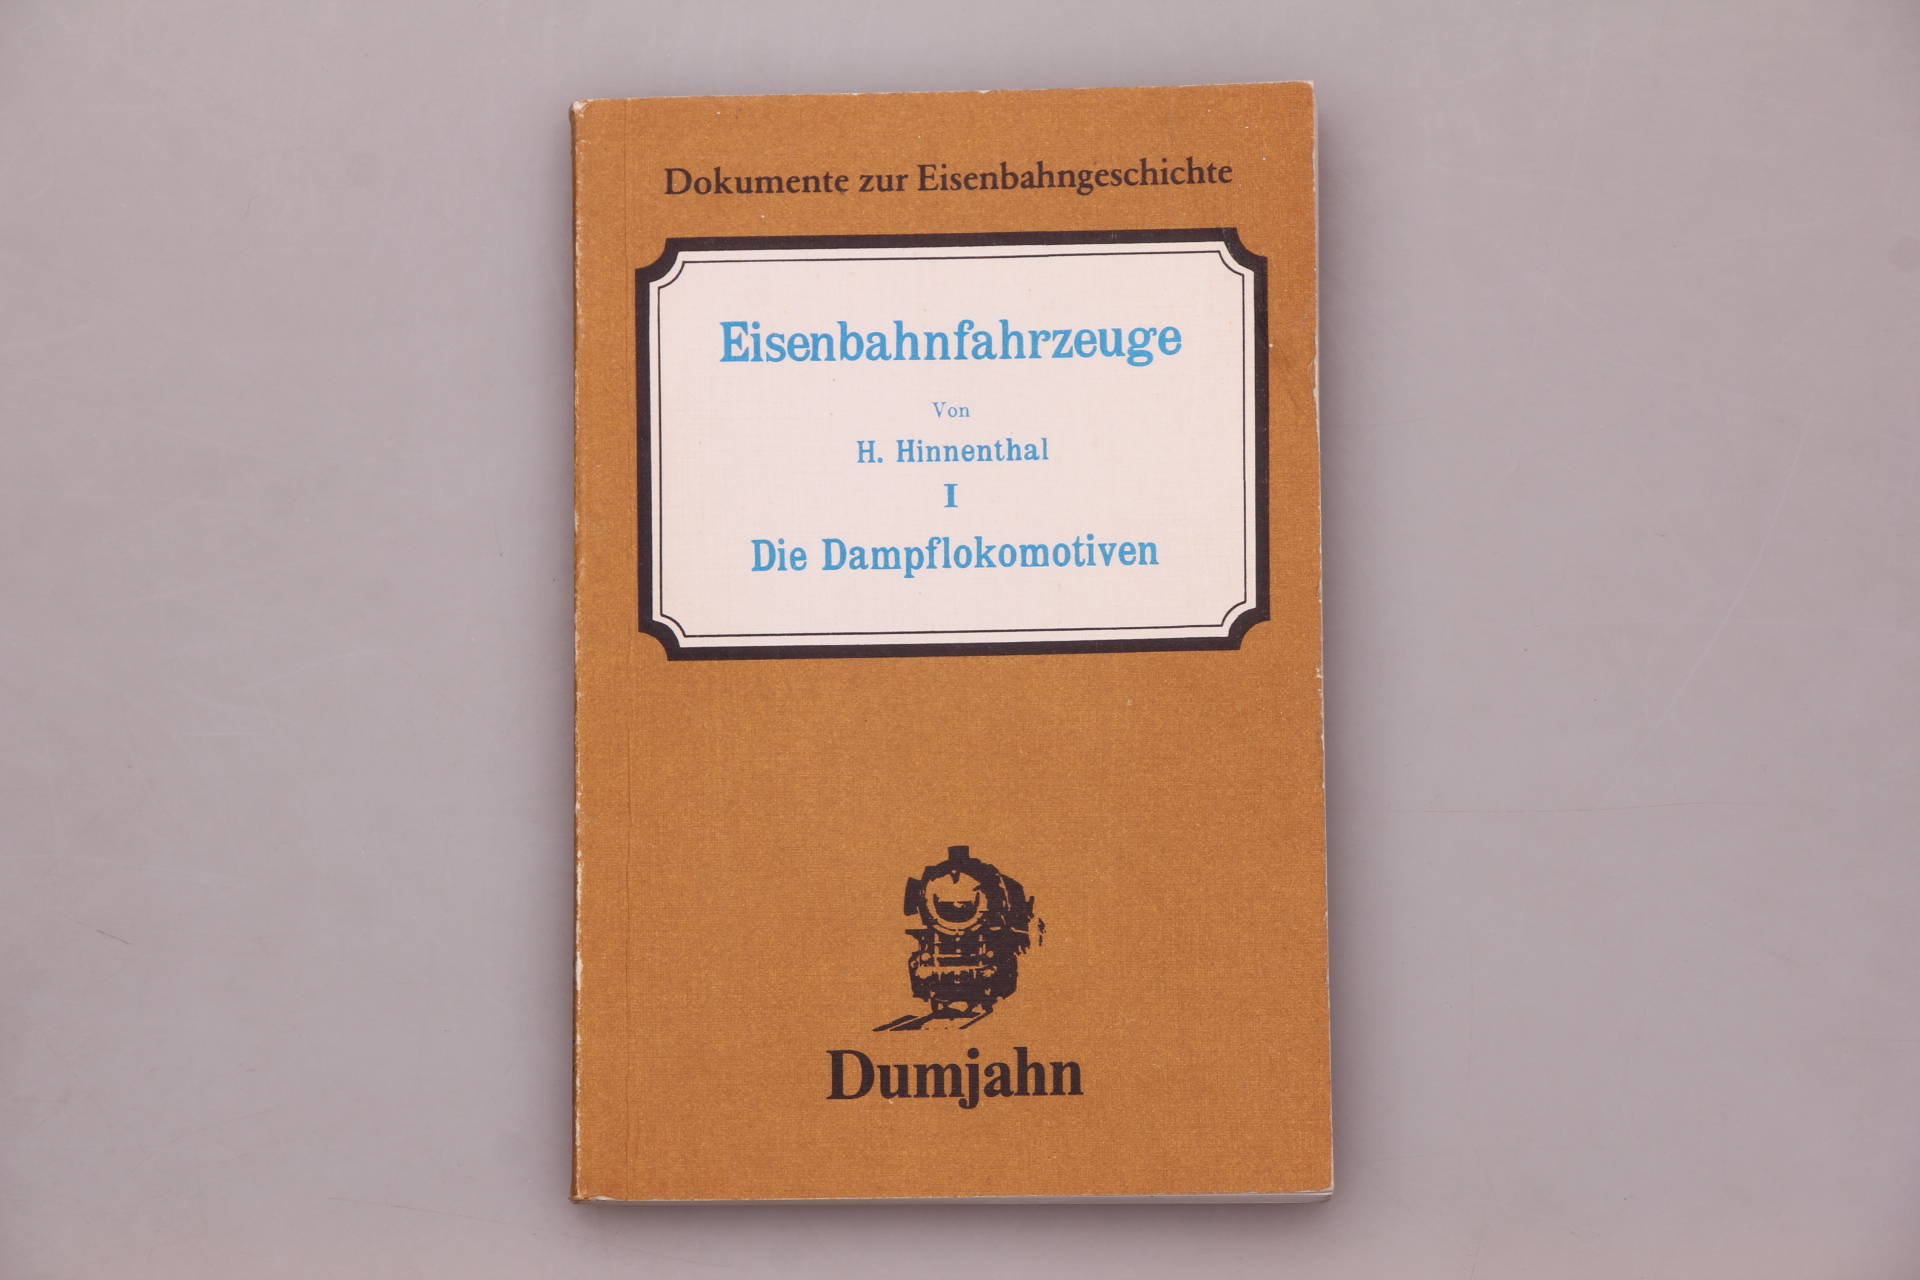 Dokumente zur Eisenbahngeschichte
Eisenbahnfahrzeuge
Von
H. Hinnenthal
I
Die Dampflokomotiven
Dumjahn